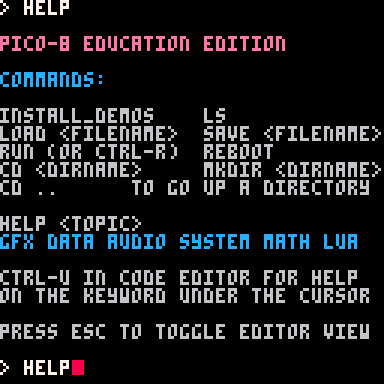 > HELP
PICO-8 EDUCATION EDITION
COMMANDS:
INSTALL_DEMOS LS
LOAD <FILENAME> SAVE <FILENAME>
RUN (OR CTRL-R) REBOOT
CD <DIRNAME> MKDIR <DIRNAME>
CD .. TO GO UP A DIRECTORY
HELP <TOPIC>
GFX DATA AUDIO SYSTEM MATH LUA
CTRL-U IN CODE EDITOR FOR HELP
ON THE KEYWORD UNDER THE CURSOR
PRESS ESC TO TOGGLE EDITOR VIEW
> HELP